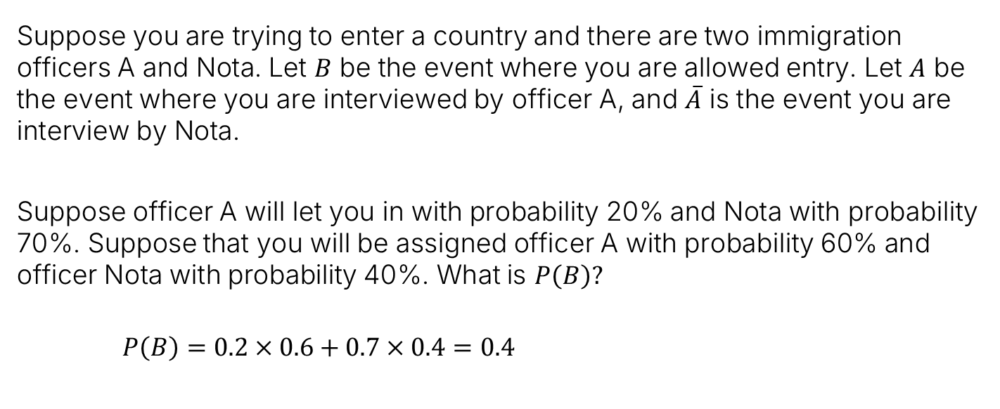 Suppose you are trying to enter a country and there are two immigration
officers A and Nota. Let B be the event where you are allowed entry. Let A be
the event where you are interviewed by officer A, and Ā is the event you are
interview by Nota.
Suppose officer A will let you in with probability 20% and Nota with probability
70%. Suppose that you will be assigned officer A with probability 60% and
officer Nota with probability 40%. What is P(B)?
P(B) = 0.2 × 0.6 + 0.7 × 0.4 = 0.4